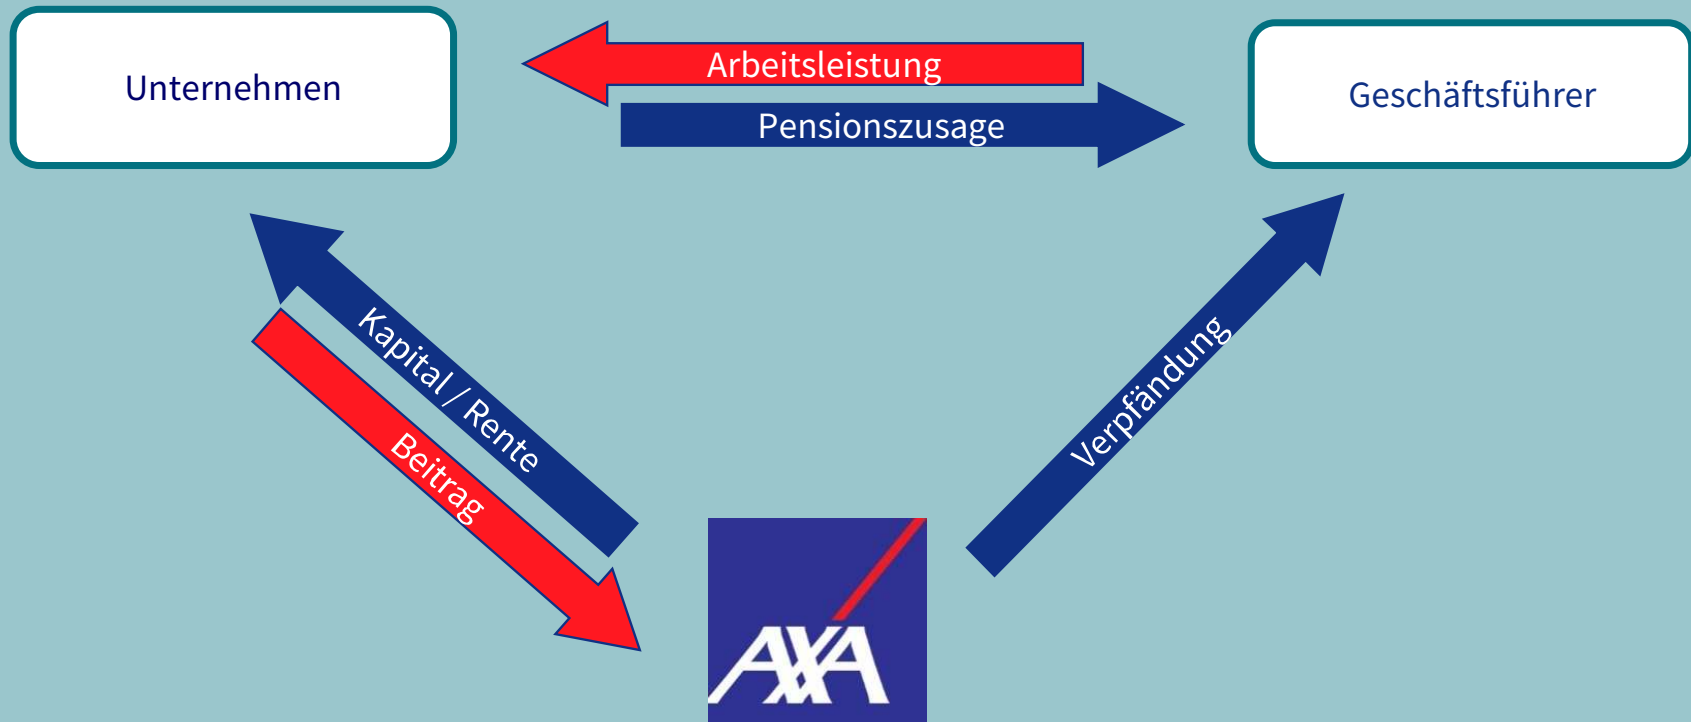 Unternehmen
Arbeitsleistung
Pensionszusage
Geschäftsführer
Kapital / Rente
Beitrag
Verpfändung
AXA